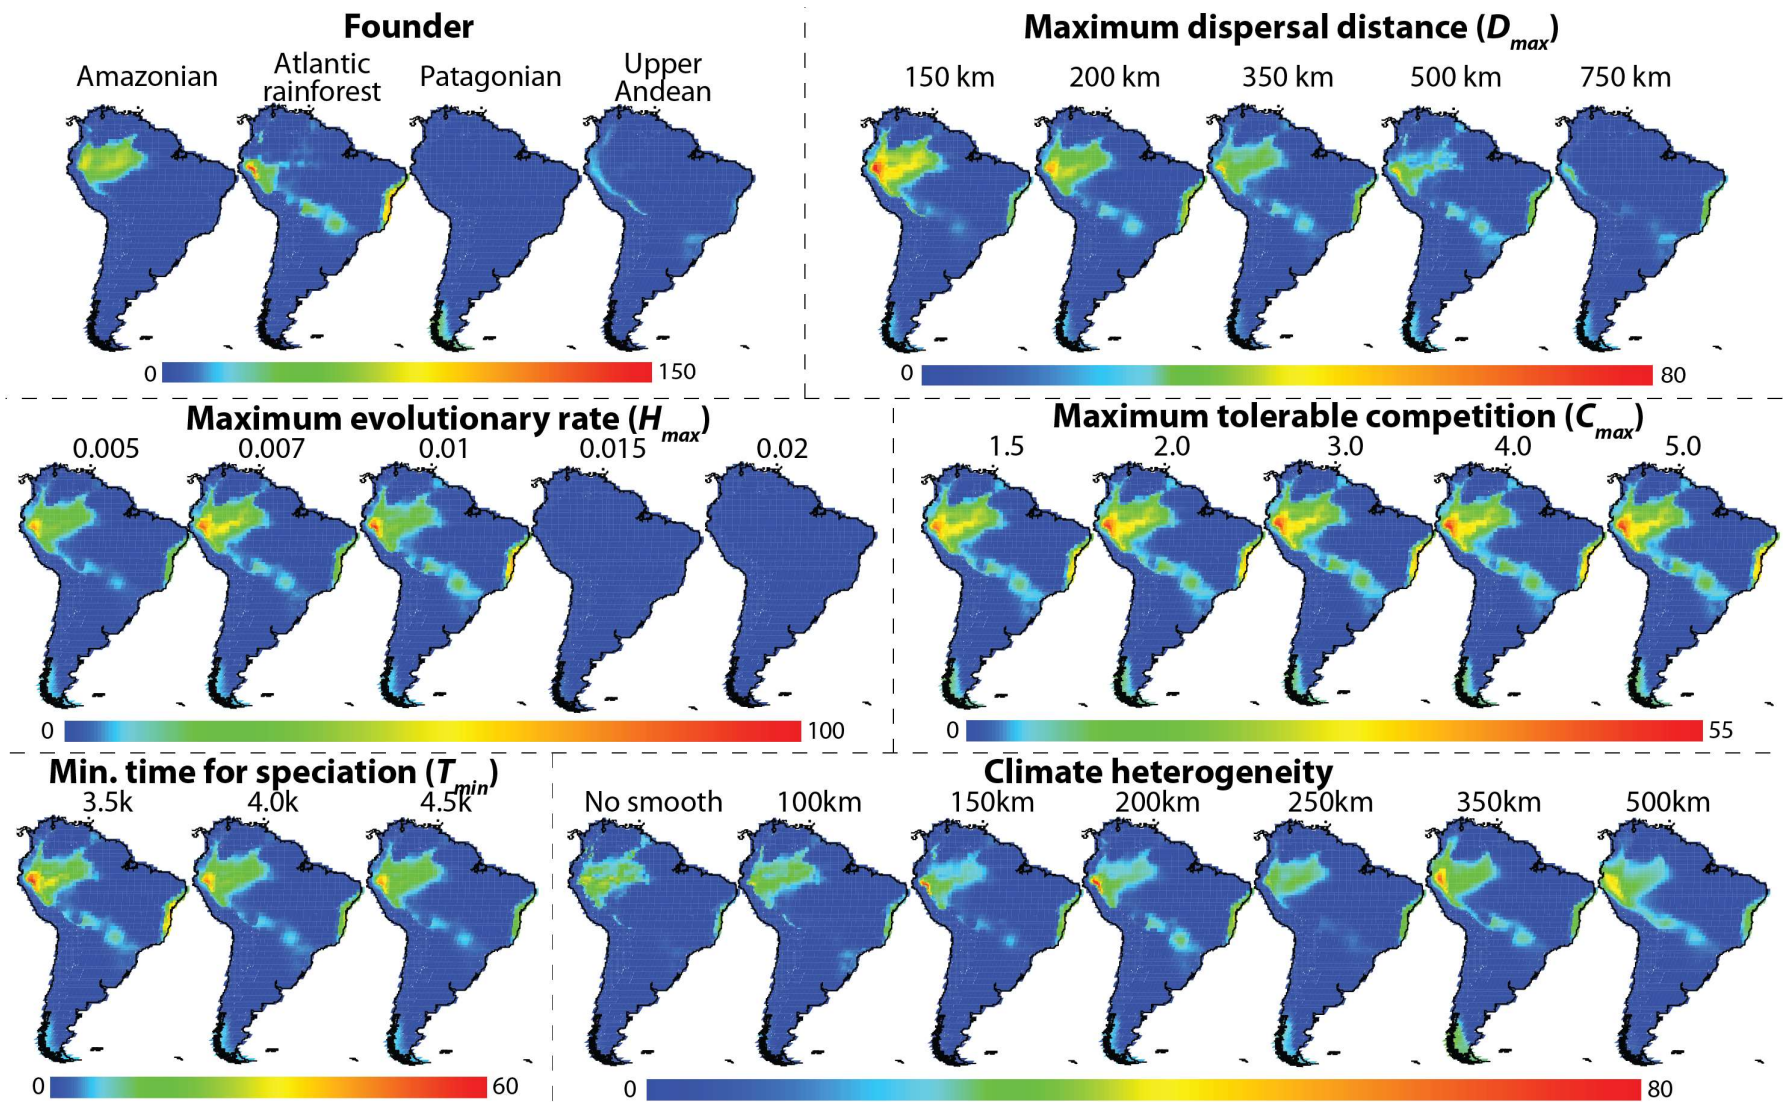 Founder
Amazonian
Atlantic
rainforest
Patagonian
Upper
Andean
0
150
Maximum dispersal distance (Dmax)
150 km
200 km
350 km
500 km
750 km
0
80
Maximum evolutionary rate (Hmax)
0.005
0.007
0.01
0.015
0.02
0
100
Maximum tolerable competition (Cmax)
1.5
2.0
3.0
4.0
5.0
0
55
Min. time for speciation (Tmin)
3.5k
4.0k
4.5k
0
60
Climate heterogeneity
No smooth
100km
150km
200km
250km
350km
500km
0
80